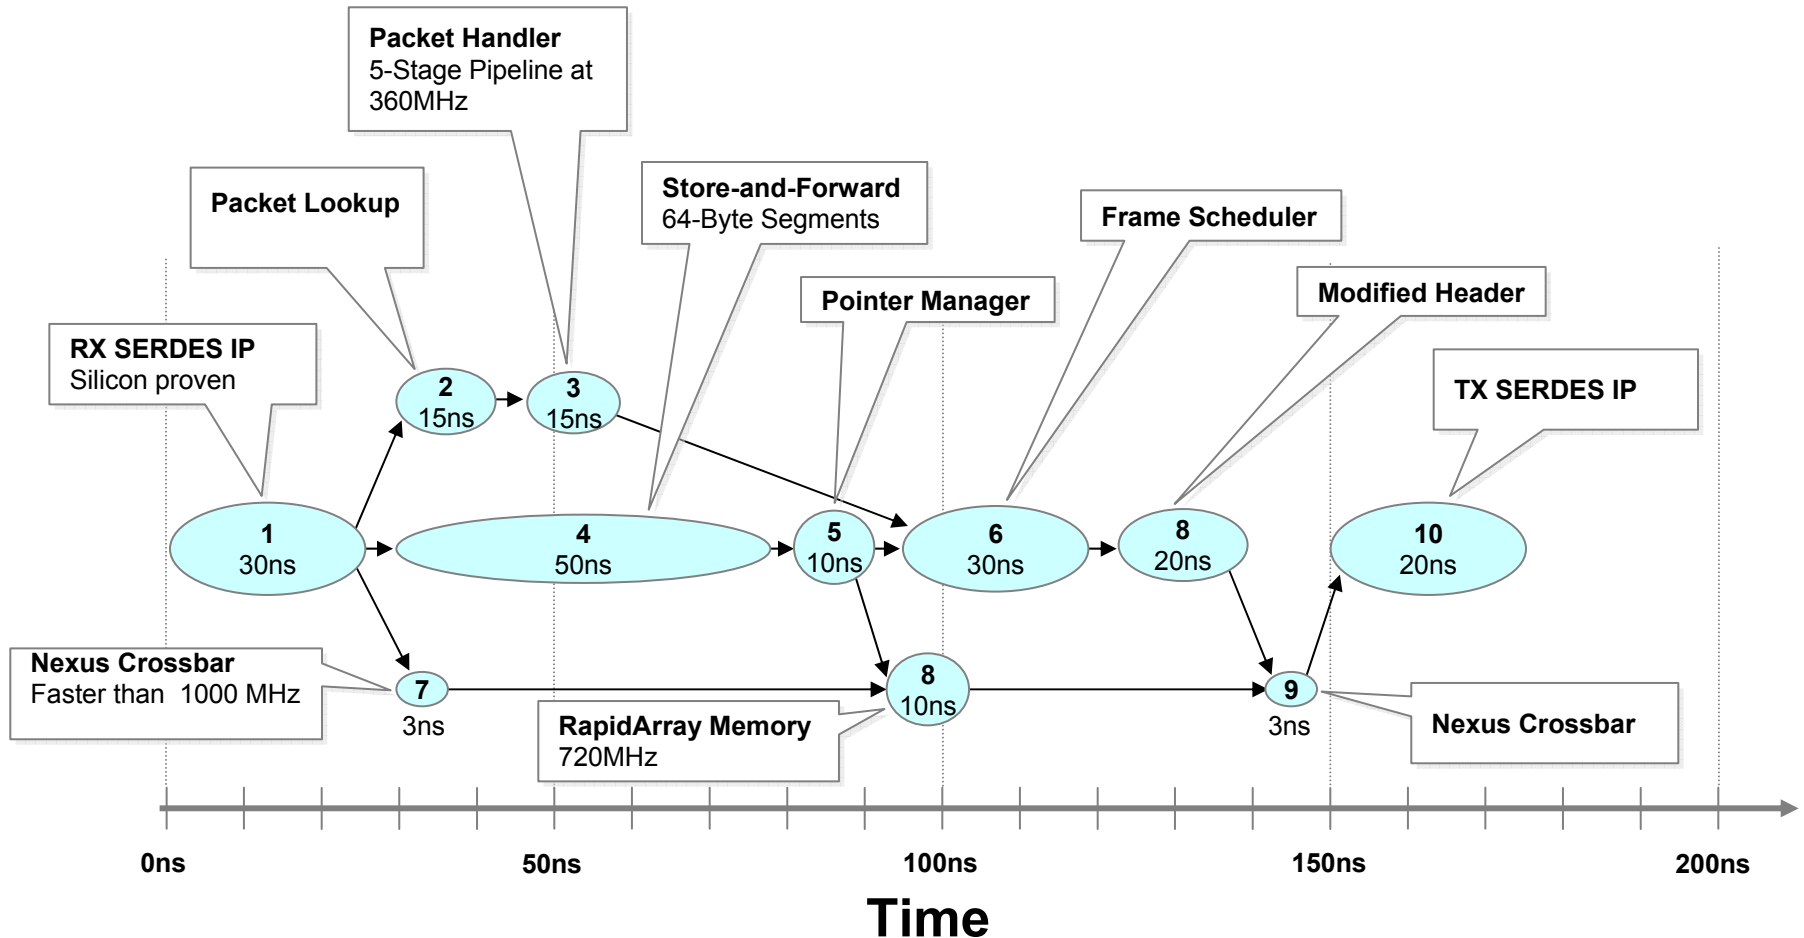 Packet Handler
5-Stage Pipeline at
360MHz
Packet Lookup
Store-and-Forward
64-Byte Segments
Frame Scheduler
Modified Header
Pointer Manager
RX SERDES IP
Silicon proven
TX SERDES IP
2
15ns
3
15ns
1
30ns
4
50ns
5
10ns
6
30ns
8
20ns
10
20ns
Nexus Crossbar
Faster than 1000 MHz
7
3ns
RapidArray Memory
720MHz
8
10ns
9
3ns
Nexus Crossbar
0ns
50ns
100ns
150ns
200ns
Time